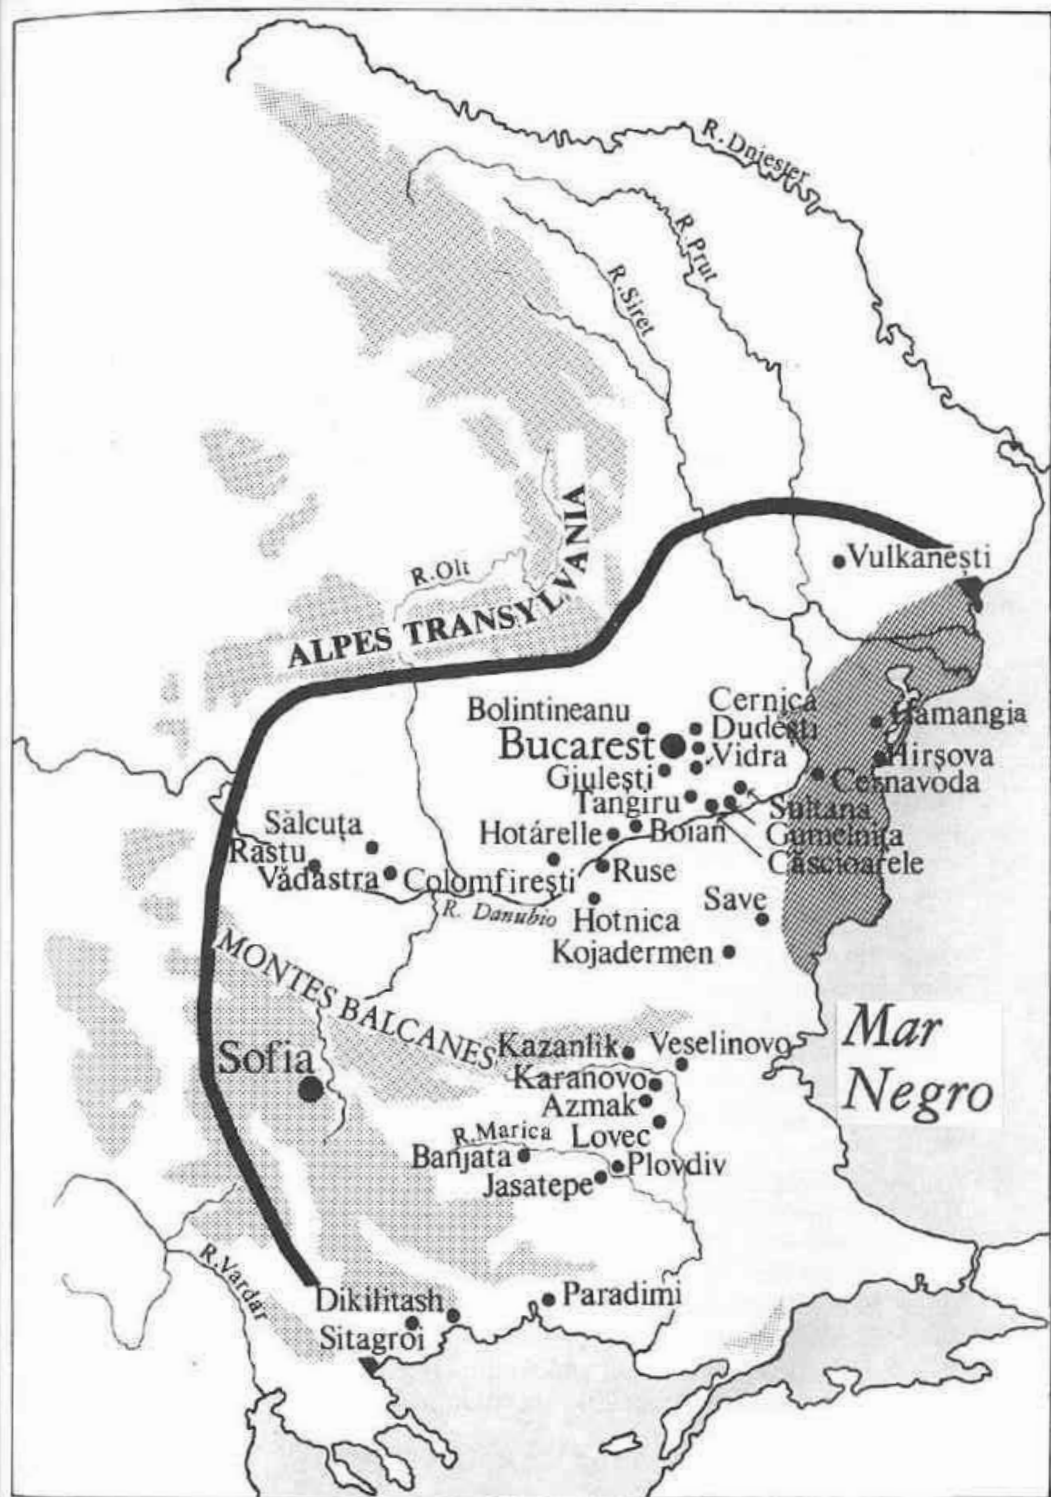 R. Dniester
R. Prut
R. Siret
R. Olt
ALPES TRANSYLVANIA
Vulkanești
Bolintineanu
Cernica
Dudești
Bucarest
Vidra
Hamangia
Giulești
Hirșova
Tangiru
Cernavoda
Sultana
Sălcuța
Hotárelle
Boian
Gumelnița
Rastu
Căscioarele
Vădastra
Colomfirești
Ruse
R. Danubio
Save
Hotnica
Kojadermen
MONTES BALCANES
Mar
Negro
Sofia
Kazanlik
Veselinovo
Karanovo
Azmak
R. Marica
Lovec
Banjata
Plovdiv
Jasatepe
R. Vardar
Dikilitash
Paradimi
Sitagroi